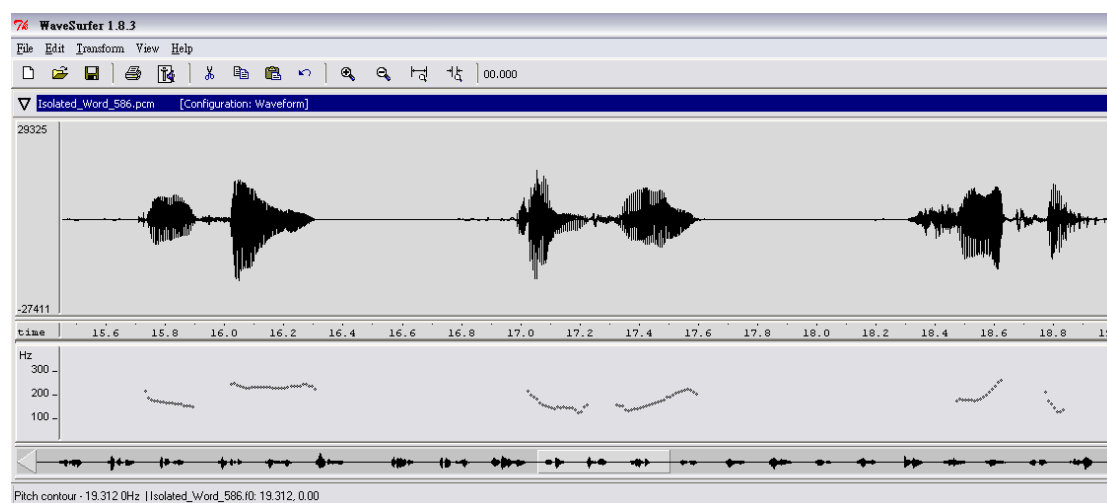 WaveSurfer 1.8.3
File Edit Transform View Help
00.000
Isolated_Word_586.pcm [Configuration: Waveform]
29325
-27411
time 15.6 15.8 16.0 16.2 16.4 16.6 16.8 17.0 17.2 17.4 17.6 17.8 18.0 18.2 18.4 18.6 18.8
Hz
300
200
100
Pitch contour - 19.312 0Hz | Isolated_Word_586.f0: 19.312, 0.00